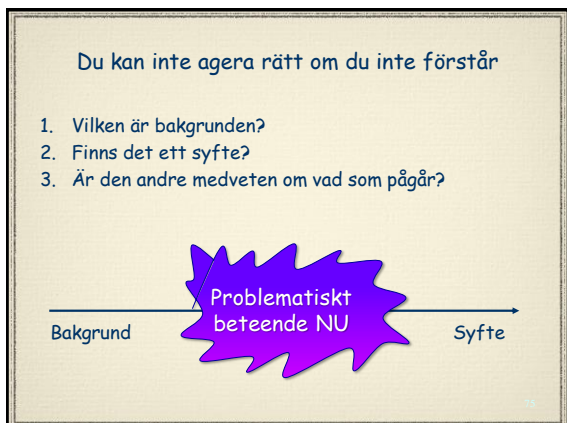 Du kan inte agera rätt om du inte förstår
1. Vilken är bakgrunden?
2. Finns det ett syfte?
3. Är den andre medveten om vad som pågår?
Problematiskt
beteende NU
Bakgrund
Syfte